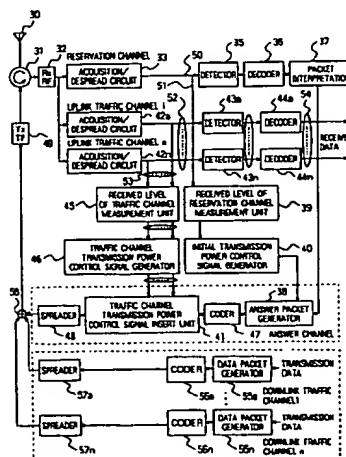 30
RESERVATION CHANNEL
50
35
36
37
31
32
33
Rx RF
ACQUISITION/ DESPREAD CIRCUIT
51
DETECTOR
DECODER
PACKET INTERPRETATION
UPLINK TRAFFIC CHANNEL 1
52
43a
44a
54
ACQUISITION/ DESPREAD CIRCUIT
42a
DETECTOR
DECODER
RECEIVED DATA
UPLINK TRAFFIC CHANNEL n
49
ACQUISITION/ DESPREAD CIRCUIT
42n
DETECTOR
DECODER
53
43n
44n
45
RECEIVED LEVEL OF TRAFFIC CHANNEL MEASUREMENT UNIT
RECEIVED LEVEL OF RESERVATION CHANNEL MEASUREMENT UNIT
39
46
TRAFFIC CHANNEL TRANSMISSION POWER CONTROL SIGNAL GENERATOR
INITIAL TRANSMISSION POWER CONTROL SIGNAL GENERATOR
40
58
38
SPREADER
TRAFFIC CHANNEL TRANSMISSION POWER CONTROL SIGNAL INSERT UNIT
CODER
ANSWER PACKET GENERATOR
48
41
47
ANSWER CHANNEL
SPREADER
CODER
DATA PACKET GENERATOR
TRANSMISSION DATA
57a
56a
55a
DOWNLINK TRAFFIC CHANNEL 1
SPREADER
CODER
DATA PACKET GENERATOR
TRANSMISSION DATA
57n
56n
55n
DOWNLINK TRAFFIC CHANNEL n